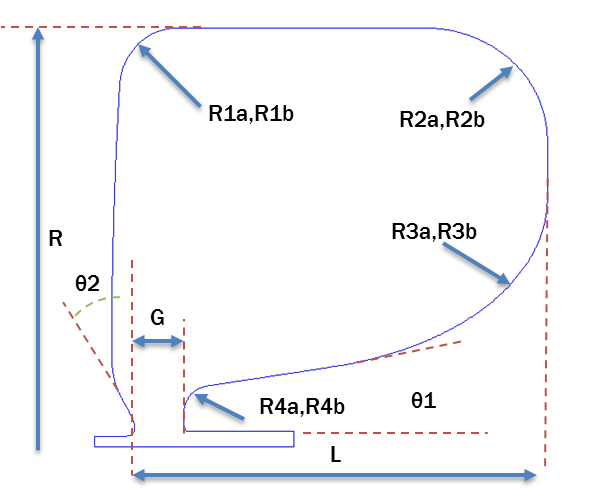 R1a,R1b
R2a,R2b
R3a,R3b
R
θ2
G
R4a,R4b
θ1
L